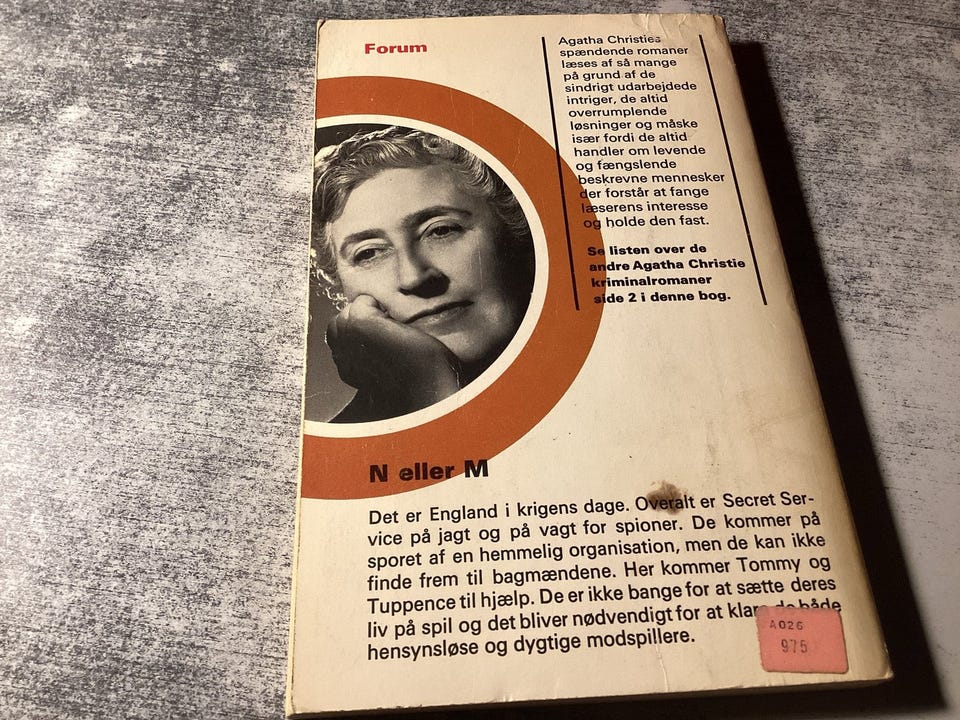 Forum
Agatha Christies
spændende romaner
læses af så mange
på grund af de
sindrigt udarbejdede
intriger, de altid
overrumplende
løsninger og måske
især fordi de altid
handler om levende
og fængslende
beskrevne mennesker
der forstår at fange
læserens interesse
og holde den fast.
Se listen over de
andre Agatha Christie
kriminalromaner
side 2 i denne bog.
N eller M
Det er England i krigens dage. Overalt er Secret Ser-
vice på jagt og på vagt for spioner. De kommer på
sporet af en hemmelig organisation, men de kan ikke
finde frem til bagmændene. Her kommer Tommy og
Tuppence til hjælp. De er ikke bange for at sætte deres
liv på spil og det bliver nødvendigt for at klare de både
hensynsløse og dygtige modspillere.
A026
975